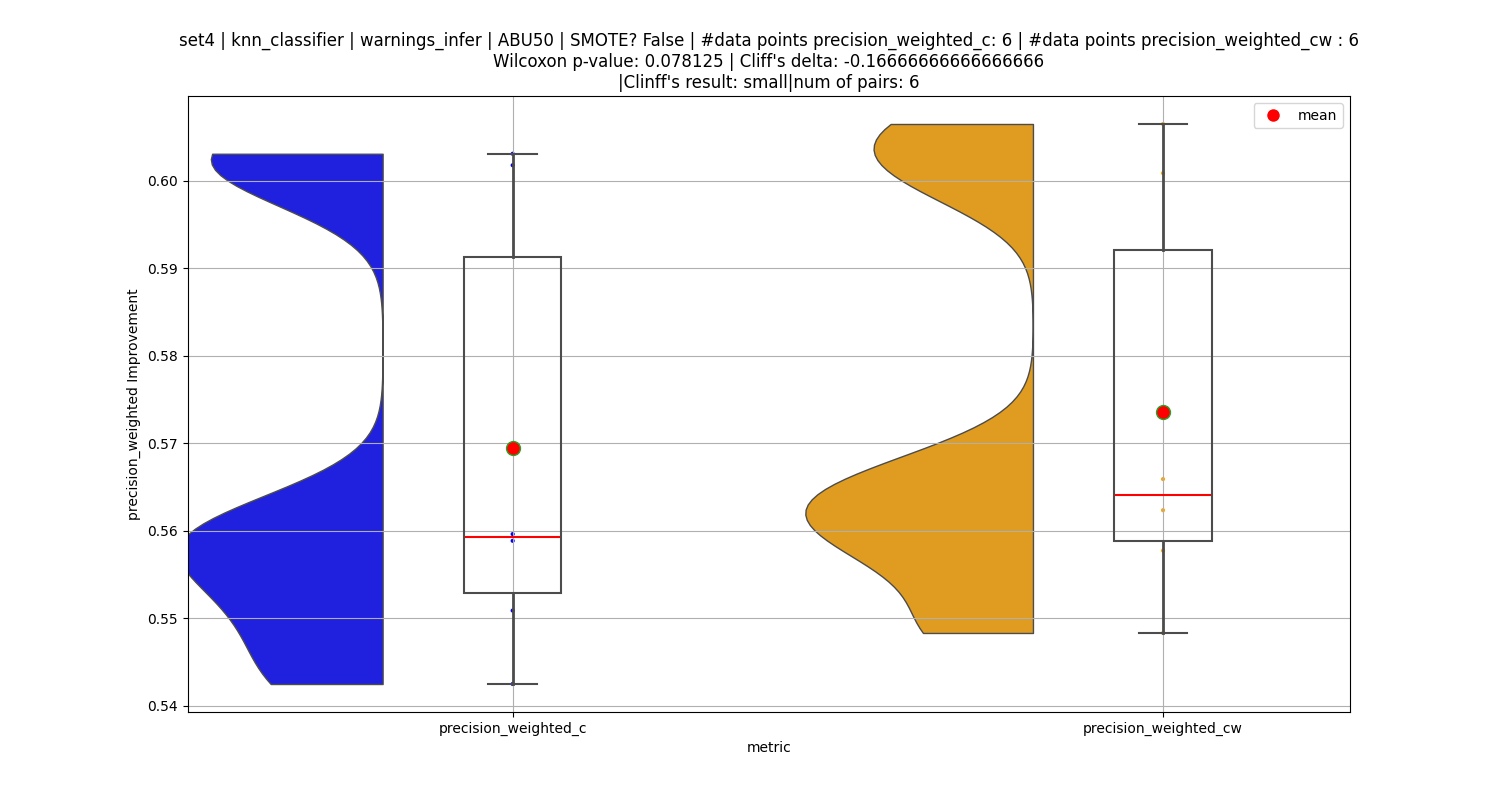 set4 | knn_classifier | warnings_infer | ABU50 | SMOTE? False | #data points precision_weighted_c: 6 | #data points precision_weighted_cw : 6
Wilcoxon p-value: 0.078125 | Cliff's delta: -0.16666666666666666
|Clinff's result: small|num of pairs: 6
mean
0.60
0.59
0.58
0.57
0.56
0.55
0.54
precision_weighted Improvement
precision_weighted_c
precision_weighted_cw
metric